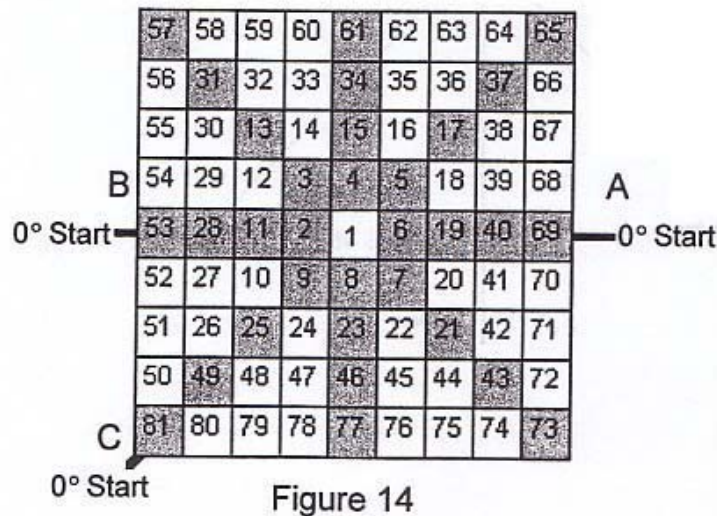 57 58 59 60 61 62 63 64 65
56 31 32 33 34 35 36 37 66
55 30 13 14 15 16 17 38 67
B 54 29 12 3 4 5 18 39 68 A
0° Start 53 28 11 2 1 6 19 40 69 0° Start
52 27 10 9 8 7 20 41 70
51 26 25 24 23 22 21 42 71
50 49 48 47 46 45 44 43 72
C 81 80 79 78 77 76 75 74 73
0° Start
Figure 14